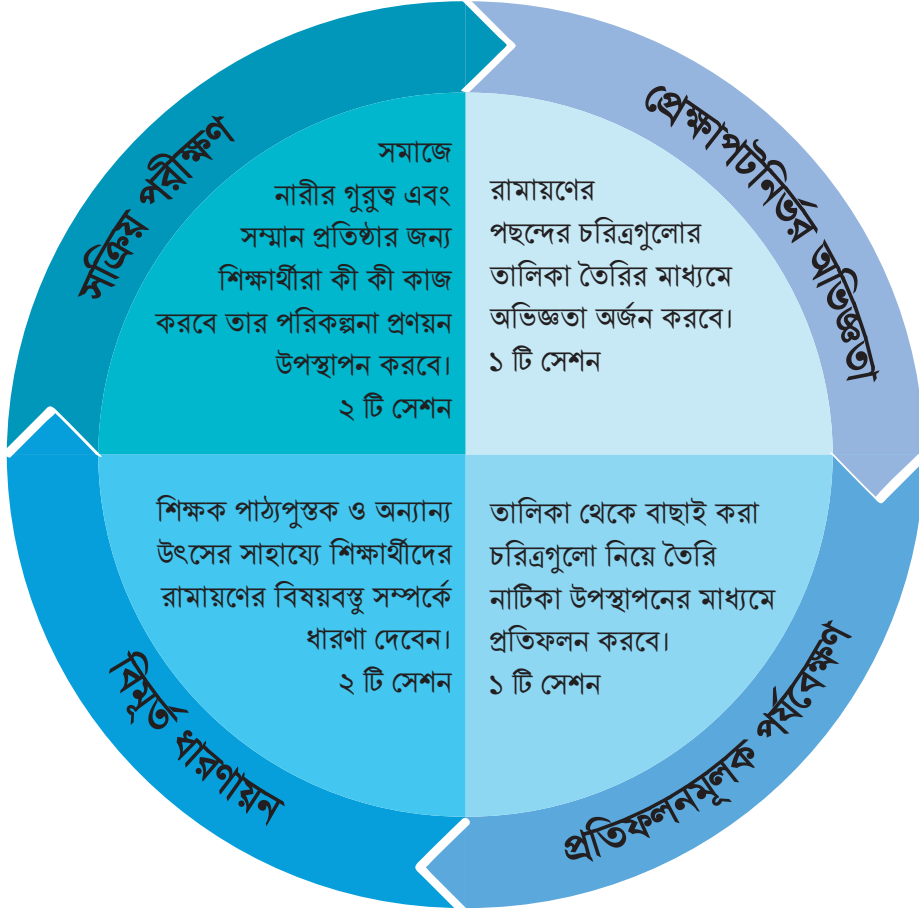 প্রেক্ষাপটনির্ভর অভিজ্ঞতা
রামায়ণের
পছন্দের চরিত্রগুলোর
তালিকা তৈরির মাধ্যমে
অভিজ্ঞতা অর্জন করবে।
১ টি সেশন
প্রতিফলনমূলক পর্যবেক্ষণ
তালিকা থেকে বাছাই করা
চরিত্রগুলো নিয়ে তৈরি
নাটিকা উপস্থাপনের মাধ্যমে
প্রতিফলন করবে।
১ টি সেশন
বিমূর্ত ধারণায়ন
শিক্ষক পাঠ্যপুস্তক ও অন্যান্য
উৎসের সাহায্যে শিক্ষার্থীদের
রামায়ণের বিষয়বস্তু সম্পর্কে
ধারণা দেবেন।
২ টি সেশন
সক্রিয় পরীক্ষণ
সমাজে
নারীর গুরুত্ব এবং
সম্মান প্রতিষ্ঠার জন্য
শিক্ষার্থীরা কী কী কাজ
করবে তার পরিকল্পনা প্রণয়ন
উপস্থাপন করবে।
২ টি সেশন